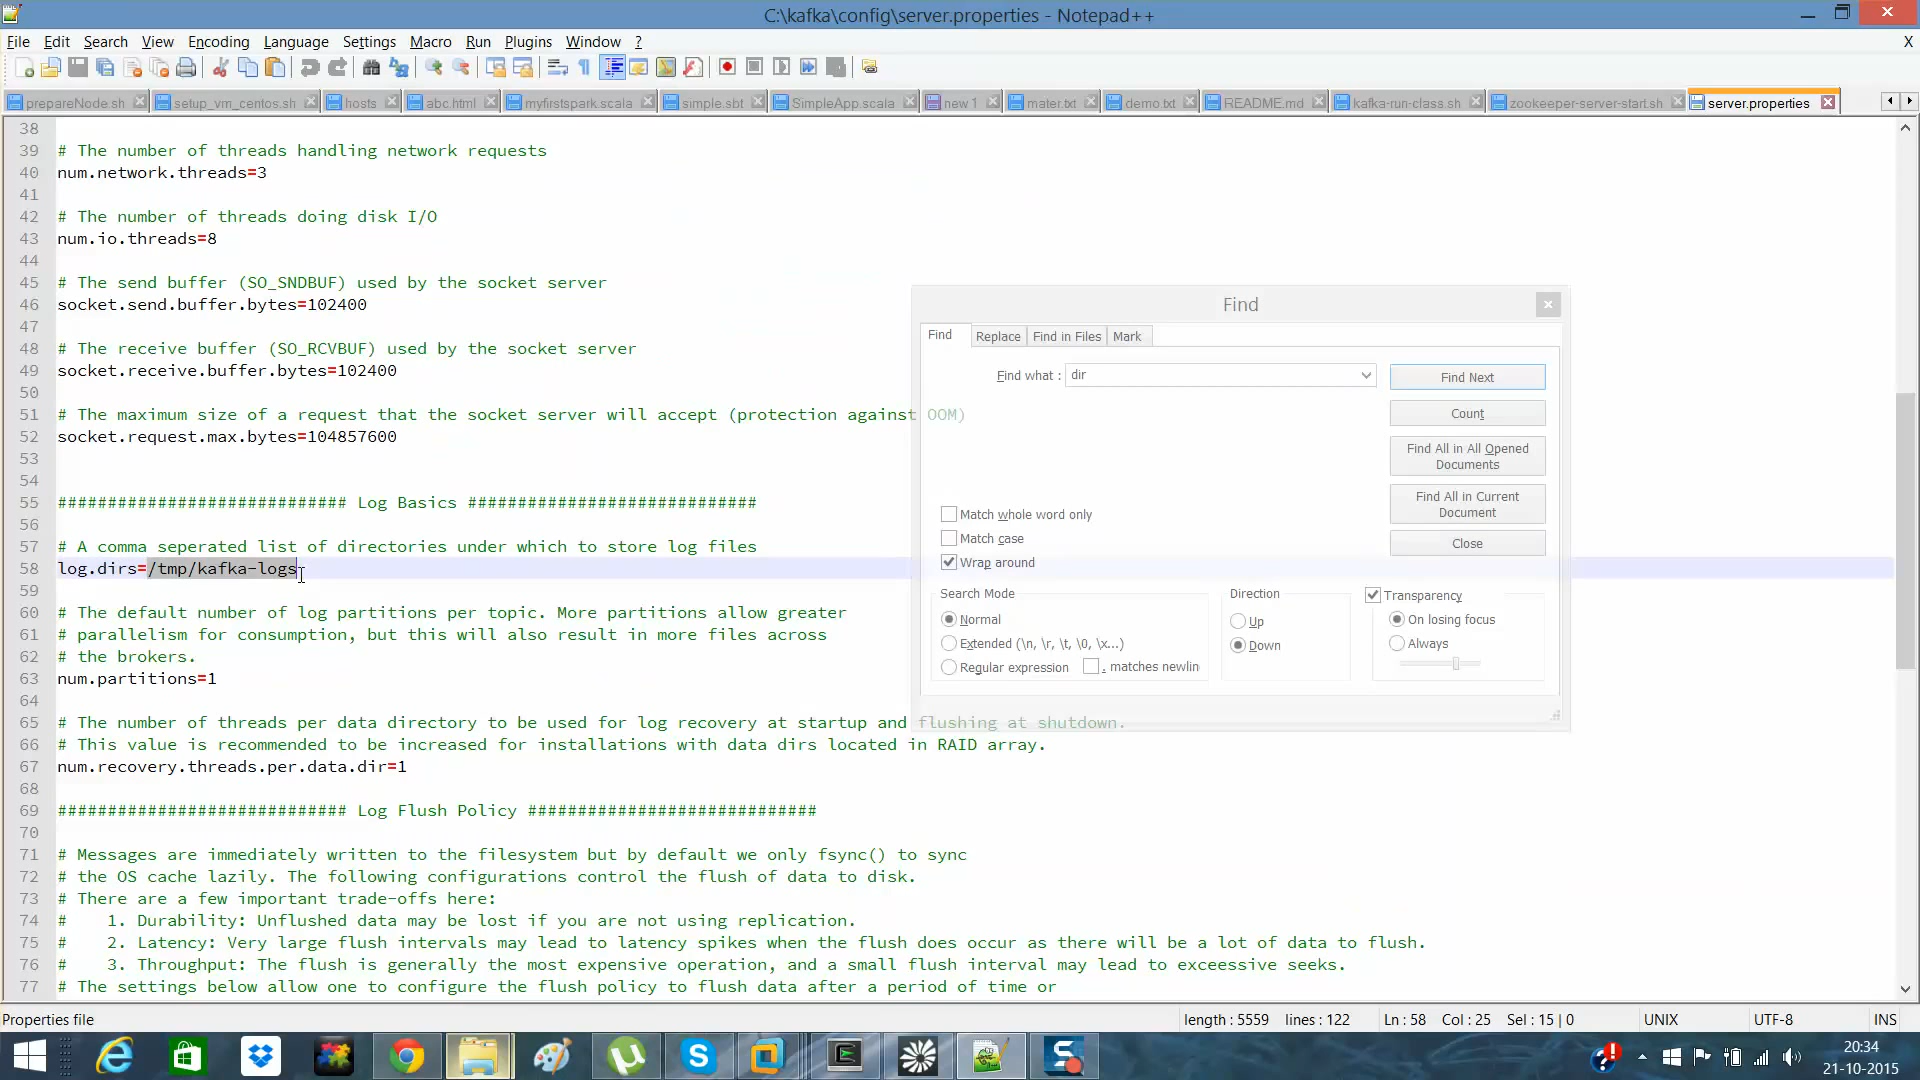 C:\kafka\config\server.properties - Notepad++
File Edit Search View Encoding Language Settings Macro Run Plugins Window ? X
prepareNode.sh setup_vm_centos.sh hosts abc.html myfirstspark.scala simple.sbt SimpleApp.scala new 1 mater.txt demo.txt README.md kafka-run-class.sh zookeeper-server-start.sh server.properties
38
39 # The number of threads handling network requests
40 num.network.threads=3
41
42 # The number of threads doing disk I/O
43 num.io.threads=8
44
45 # The send buffer (SO_SNDBUF) used by the socket server
46 socket.send.buffer.bytes=102400
47
48 # The receive buffer (SO_RCVBUF) used by the socket server
49 socket.receive.buffer.bytes=102400
50
51 # The maximum size of a request that the socket server will accept (protection against OOM)
52 socket.request.max.bytes=104857600
53
54
55 ############################# Log Basics #############################
56
57 # A comma seperated list of directories under which to store log files
58 log.dirs=/tmp/kafka-logs
59
60 # The default number of log partitions per topic. More partitions allow greater
61 # parallelism for consumption, but this will also result in more files across
62 # the brokers.
63 num.partitions=1
64
65 # The number of threads per data directory to be used for log recovery at startup and flushing at shutdown.
66 # This value is recommended to be increased for installations with data dirs located in RAID array.
67 num.recovery.threads.per.data.dir=1
68
69 ############################# Log Flush Policy #############################
70
71 # Messages are immediately written to the filesystem but by default we only fsync() to sync
72 # the OS cache lazily. The following configurations control the flush of data to disk.
73 # There are a few important trade-offs here:
74 # 1. Durability: Unflushed data may be lost if you are not using replication.
75 # 2. Latency: Very large flush intervals may lead to latency spikes when the flush does occur as there will be a lot of data to flush.
76 # 3. Throughput: The flush is generally the most expensive operation, and a small flush interval may lead to exceessive seeks.
77 # The settings below allow one to configure the flush policy to flush data after a period of time or
Find
Find Replace Find in Files Mark
Find what : dir
Find Next
Count
Find All in All Opened
Documents
Find All in Current
Document
Close
Match whole word only
Match case
Wrap around
Search Mode
Normal
Extended (\n, \r, \t, \0, \x...)
Regular expression . matches newlin
Direction
Up
Down
Transparency
On losing focus
Always
Properties file length : 5559 lines : 122 Ln : 58 Col : 25 Sel : 15 | 0 UNIX UTF-8 INS
20:34
21-10-2015